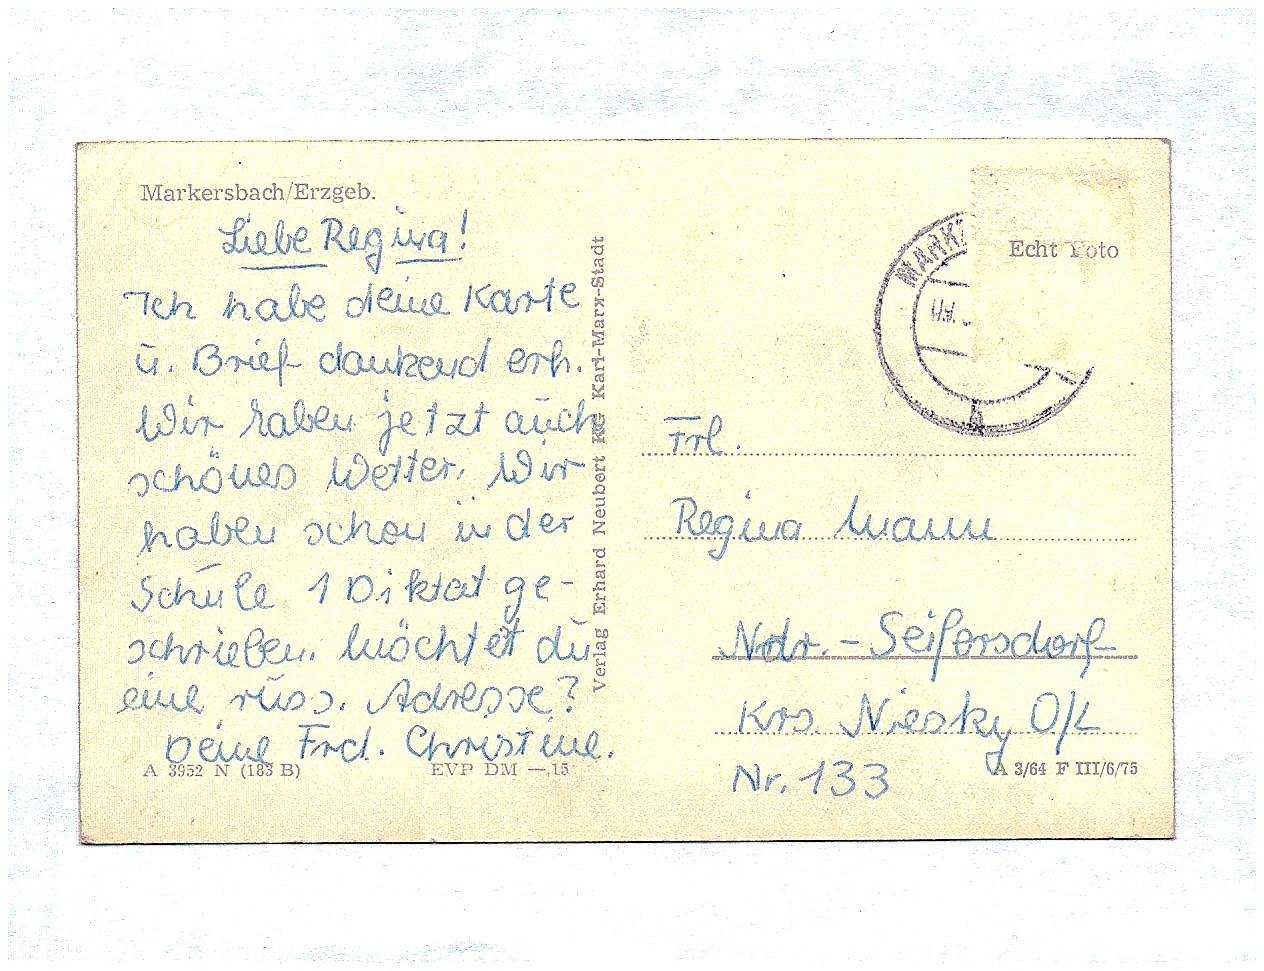 Markersbach/Erzgeb.
Liebe Regina!
Ich habe deine Karte
u. Brief dankend erh.
Wir haben jetzt auch
schönes Wetter. Wir
haben schon in der
Schule 1 Diktat ge-
schrieben. Möchtest du
eine russ. Adresse?
Deine Frd. Christine.
A 3952 N (183 B)
EVP DM —,15
Verlag Erhard Neubert KG Karl-Marx-Stadt
Echt Foto
Frl.
Regina Mann
Ndr.-Seifersdorf
Krs. Niesky O/L
Nr. 133
A 3/64 F III/6/75